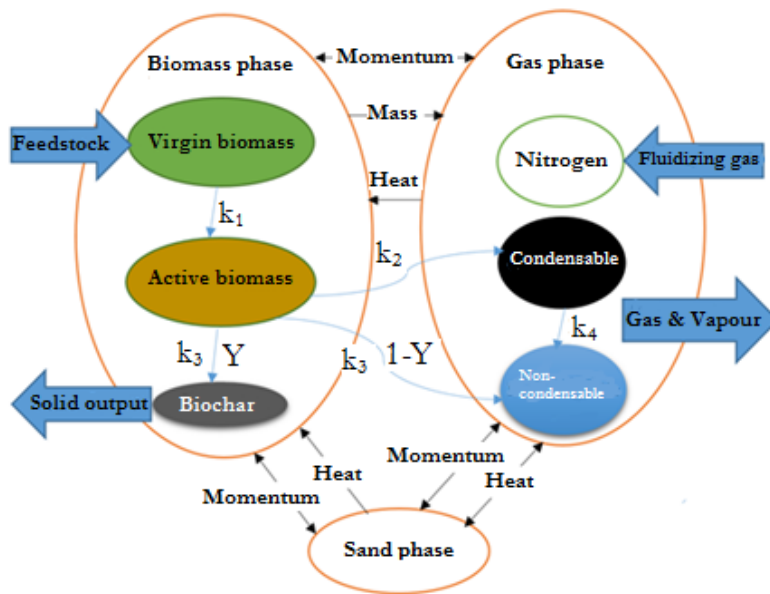 Biomass phase
Momentum
Gas phase
Mass
Feedstock
Virgin biomass
Nitrogen
Fluidizing gas
Heat
k₁
k₂
Condensable
Active biomass
Gas & Vapour
k₄
k₃ Y
k₃ 1-Y
Non-
condensable
Solid output
Biochar
Momentum
Heat
Momentum
Heat
Sand phase